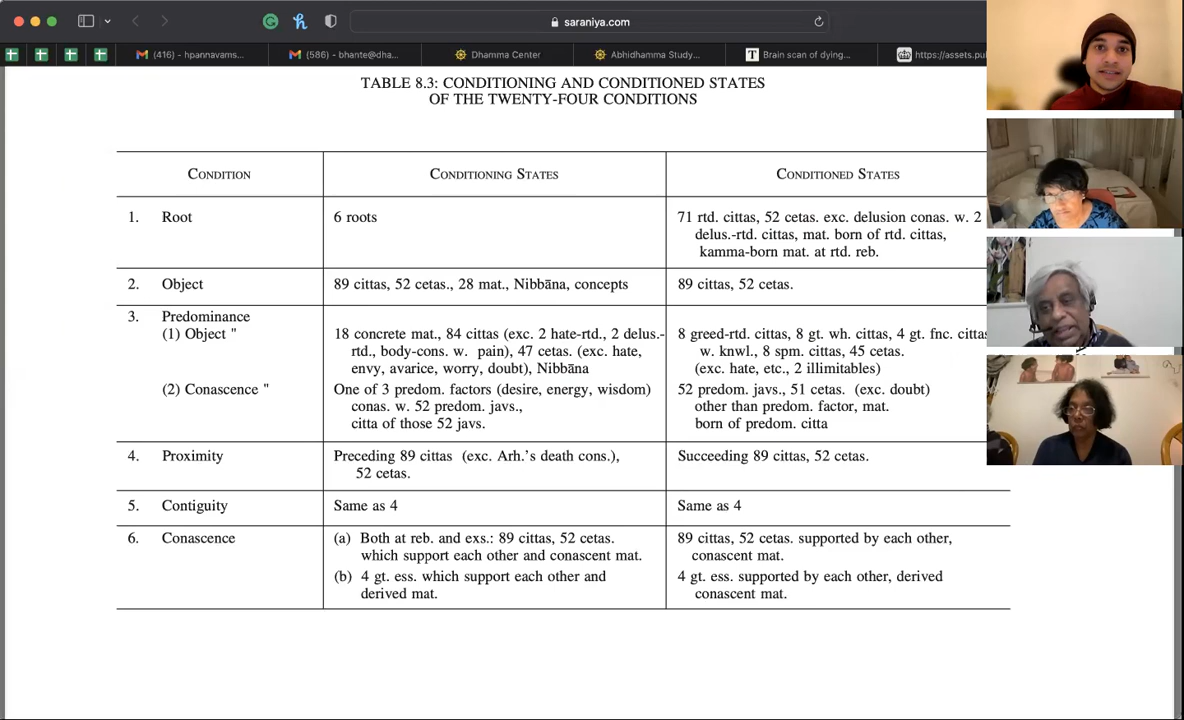 saraniya.com
(416) - hpannavams...
(586) - bhante@dha...
Dhamma Center
Abhidhamma Study...
Brain scan of dying...
https://assets.pu
TABLE 8.3: CONDITIONING AND CONDITIONED STATES
OF THE TWENTY-FOUR CONDITIONS
CONDITION CONDITIONING STATES CONDITIONED STATES
1. Root 6 roots 71 rtd. cittas, 52 cetas. exc. delusion conas. w. 2
delus.-rtd. cittas, mat. born of rtd. cittas,
kamma-born mat. at rtd. reb.
2. Object 89 cittas, 52 cetas., 28 mat., Nibbāna, concepts 89 cittas, 52 cetas.
3. Predominance
(1) Object " 18 concrete mat., 84 cittas (exc. 2 hate-rtd., 2 delus.- 8 greed-rtd. cittas, 8 gt. wh. cittas, 4 gt. fnc. cittas
rtd., body-cons. w. pain), 47 cetas. (exc. hate, w. knwl., 8 spm. cittas, 45 cetas.
envy, avarice, worry, doubt), Nibbāna (exc. hate, etc., 2 illimitables)
(2) Conascence " One of 3 predom. factors (desire, energy, wisdom) 52 predom. javs., 51 cetas. (exc. doubt)
conas. w. 52 predom. javs., other than predom. factor, mat.
citta of those 52 javs. born of predom. citta
4. Proximity Preceding 89 cittas (exc. Arh.'s death cons.), Succeeding 89 cittas, 52 cetas.
52 cetas.
5. Contiguity Same as 4 Same as 4
6. Conascence (a) Both at reb. and exs.: 89 cittas, 52 cetas. 89 cittas, 52 cetas. supported by each other,
which support each other and conascent mat. conascent mat.
(b) 4 gt. ess. which support each other and 4 gt. ess. supported by each other, derived
derived mat. conascent mat.